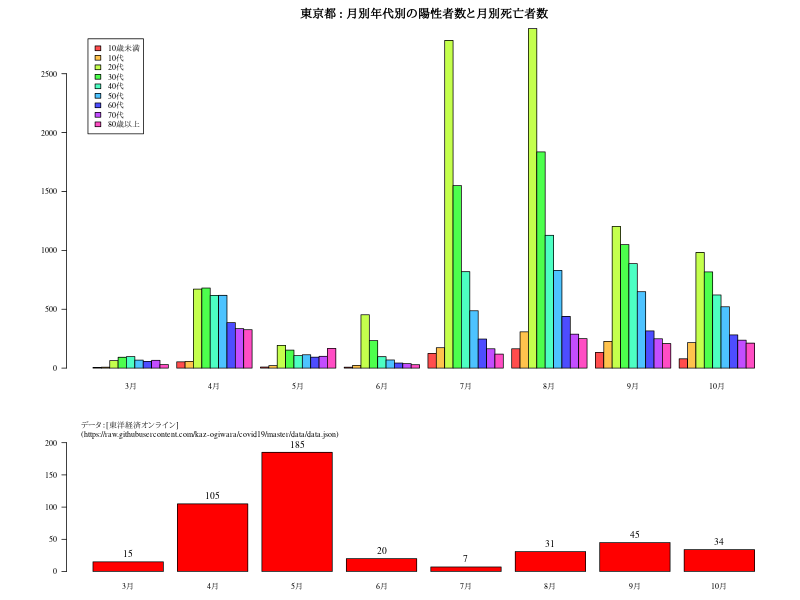 東京都 : 月別年代別の陽性者数と月別死亡者数
10歳未満
10代
20代
30代
40代
50代
60代
70代
80歳以上
2500
2000
1500
1000
500
0
3月 4月 5月 6月 7月 8月 9月 10月
データ:[東洋経済オンライン]
(https://raw.githubusercontent.com/kaz-ogiwara/covid19/master/data/data.json)
200
150
100
50
0
15 105 185 20 7 31 45 34
3月 4月 5月 6月 7月 8月 9月 10月